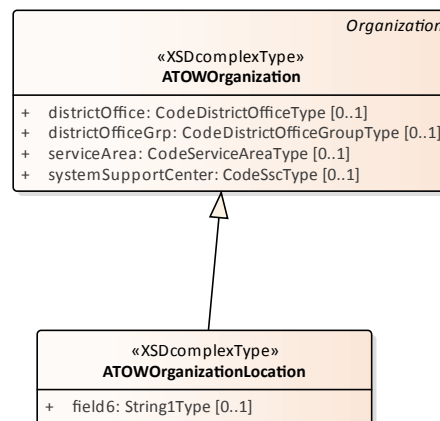 Organization
«XSDcomplexType»
ATOWOrganization
+ districtOffice: CodeDistrictOfficeType [0..1]
+ districtOfficeGrp: CodeDistrictOfficeGroupType [0..1]
+ serviceArea: CodeServiceAreaType [0..1]
+ systemSupportCenter: CodeSscType [0..1]
«XSDcomplexType»
ATOWOrganizationLocation
+ field6: String1Type [0..1]